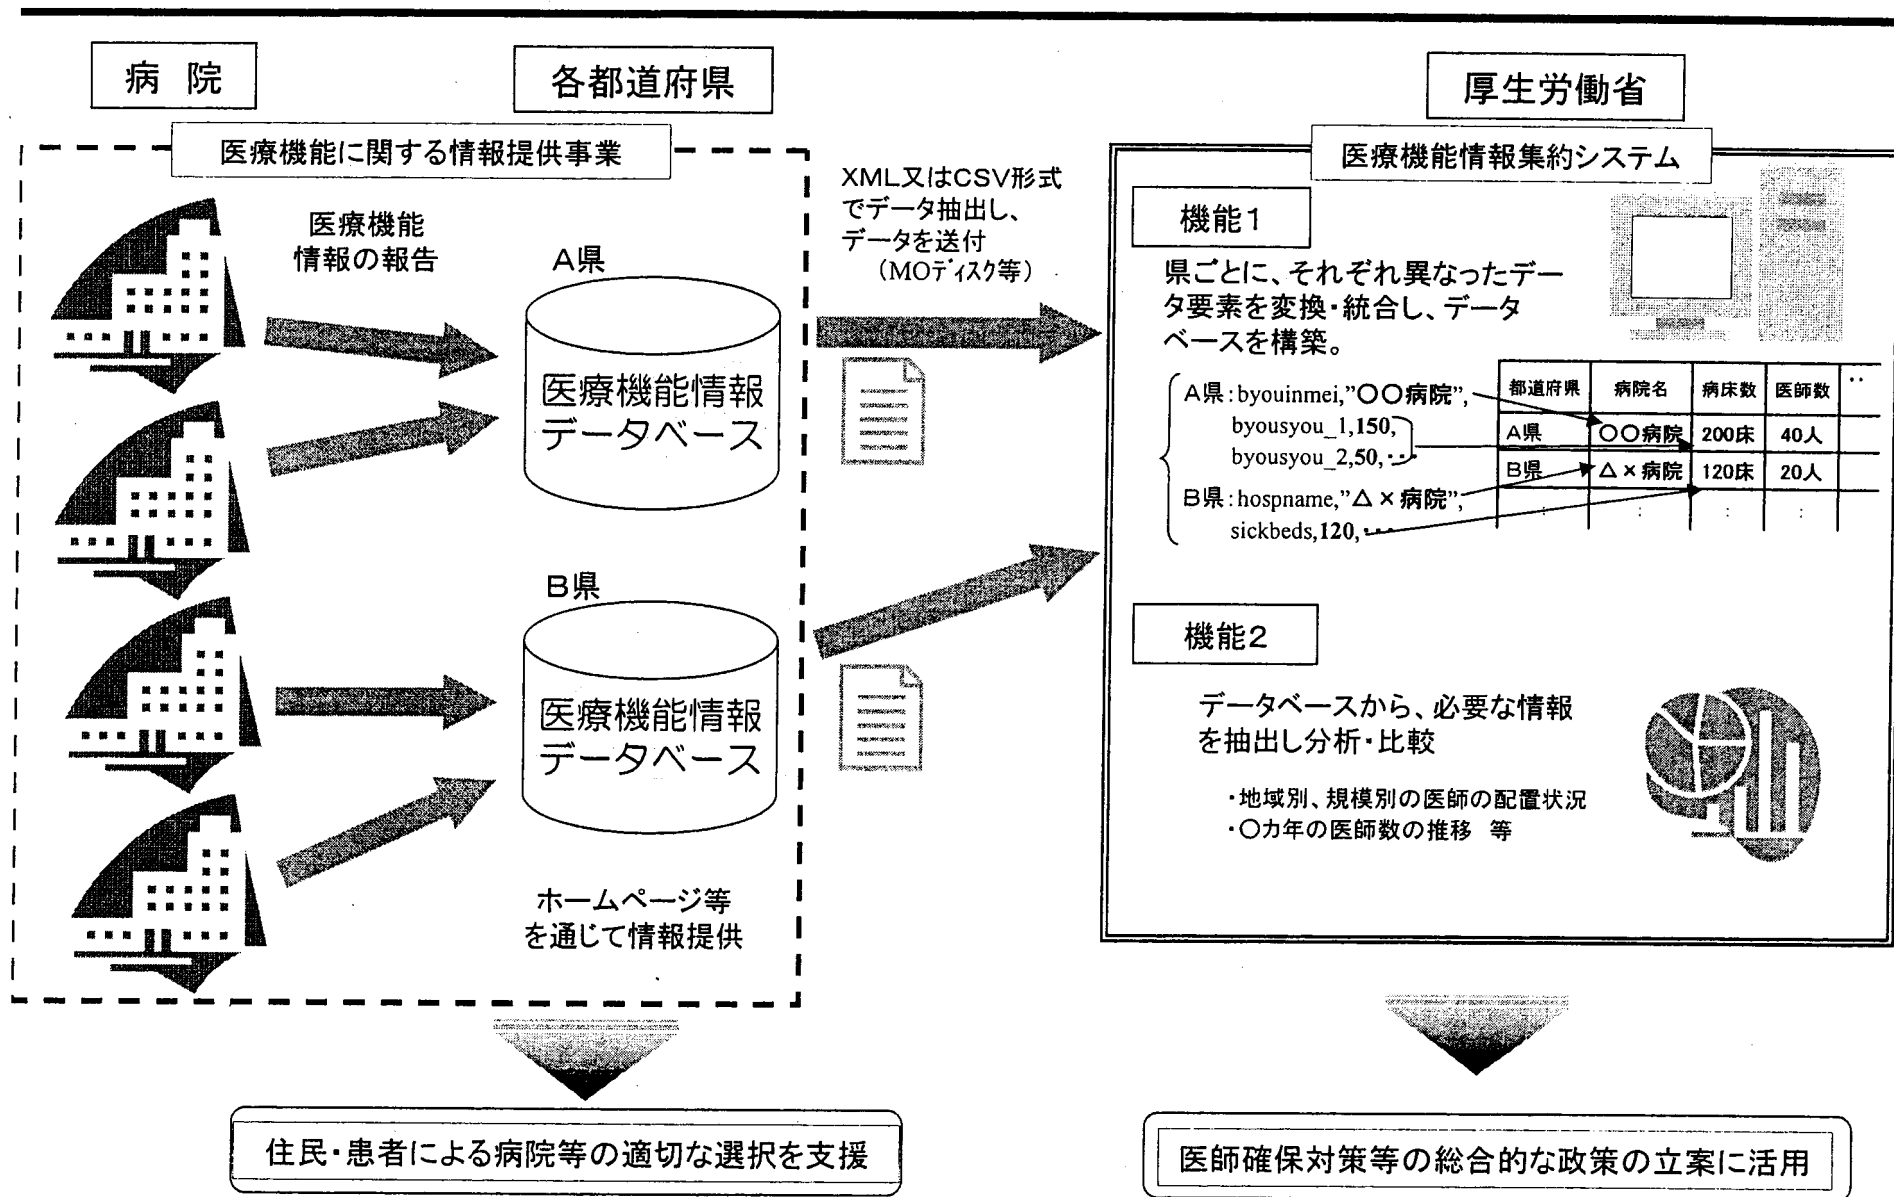 病 院
各都道府県
厚生労働省
医療機能に関する情報提供事業
医療機能
情報の報告
A県
医療機能情報
データベース
B県
医療機能情報
データベース
ホームページ等
を通じて情報提供
XML又はCSV形式
でデータ抽出し、
データを送付
(MOディスク等)
医療機能情報集約システム
機能1
県ごとに、それぞれ異なったデー
タ要素を変換・統合し、データ
ベースを構築。
A県:byouinmei,"○○病院",
byousyou_1,150,
byousyou_2,50,・・・
B県:hospname,"△×病院",
sickbeds,120,・・・
都道府県 病院名 病床数 医師数 ‥
A県 ○○病院 200床 40人
B県 △×病院 120床 20人
: : : :
機能2
データベースから、必要な情報
を抽出し分析・比較
・地域別、規模別の医師の配置状況
・○カ年の医師数の推移 等
住民・患者による病院等の適切な選択を支援
医師確保対策等の総合的な政策の立案に活用